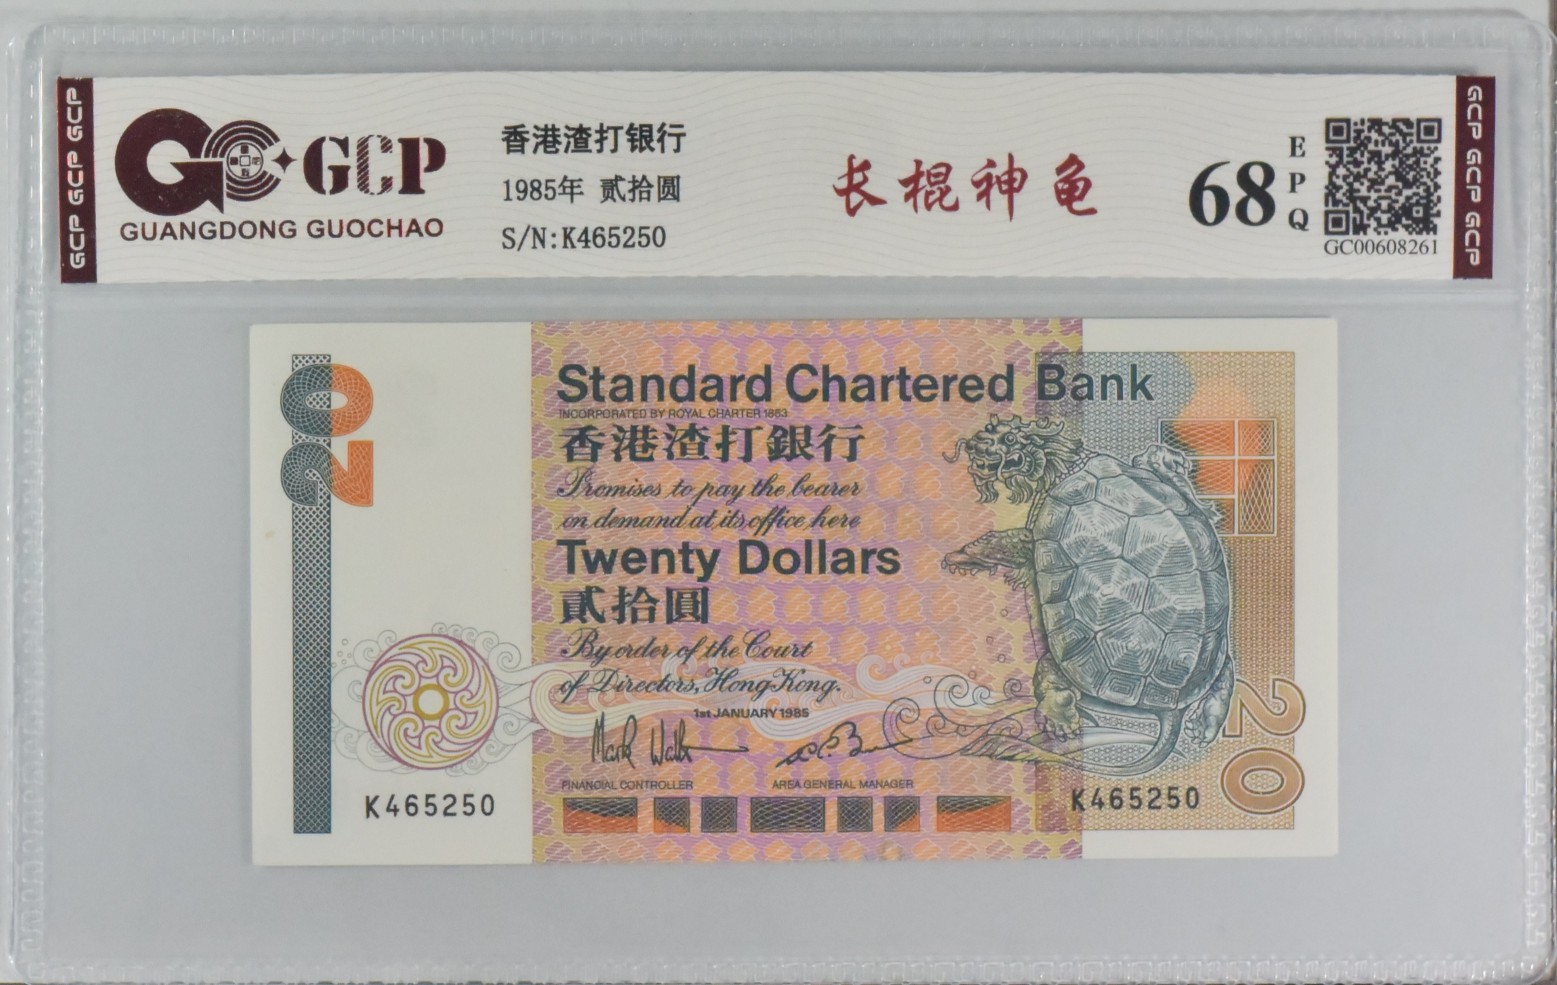 GCP GCP GCP
GCP
GUANGDONG GUOCHAO
香港渣打银行
1985年 贰拾圆
S/N:K465250
长棍神龟
68
EPQ
GC00608261
GCP GCP GCP
20
Standard Chartered Bank
INCORPORATED BY ROYAL CHARTER 1853
香港渣打銀行
Promises to pay the bearer
on demand at its office here
Twenty Dollars
貳拾圓
By order of the Court
of Directors, Hong Kong.
1st JANUARY 1985
FINANCIAL CONTROLLER
AREA GENERAL MANAGER
K465250
K465250
20